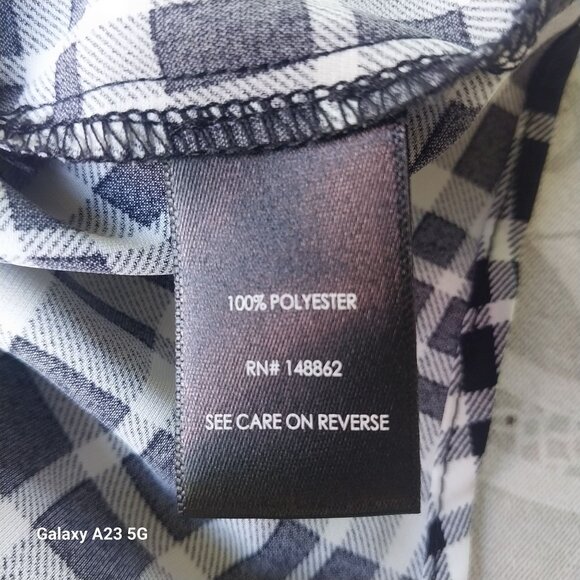 100% POLYESTER
RN# 148862
SEE CARE ON REVERSE
Galaxy A23 5G